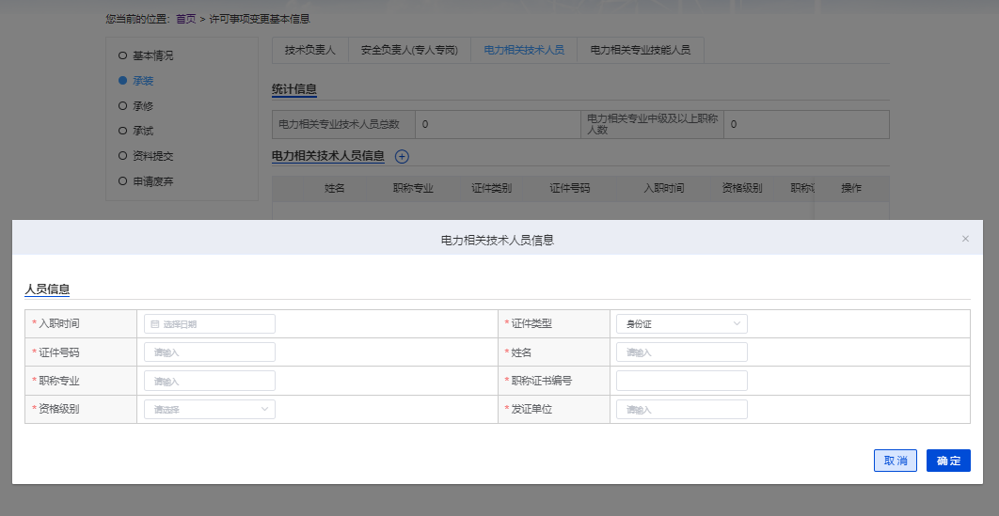 您当前的位置：首页 > 许可事项变更基本信息
基本情况
承装
承修
承试
资料提交
申请废弃
技术负责人 安全负责人(专人专岗) 电力相关技术人员 电力相关专业技能人员
统计信息
电力相关专业技术人员总数 0 电力相关专业中级及以上职称
人数 0
电力相关技术人员信息
姓名 职称专业 证件类别 证件号码 入职时间 资格级别 职称 操作
电力相关技术人员信息 ×
人员信息
* 入职时间 选择日期 * 证件类型 身份证
* 证件号码 请输入 * 姓名 请输入
* 职称专业 请输入 * 职称证书编号
* 资格级别 请选择 * 发证单位 请输入
取消 确定